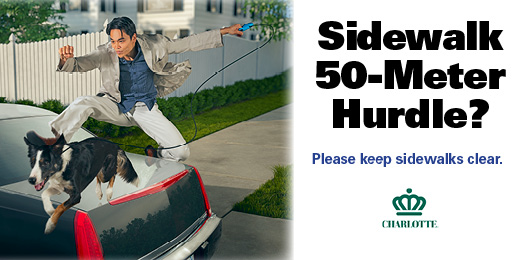 Sidewalk
50-Meter
Hurdle?
Please keep sidewalks clear.
CHARLOTTE